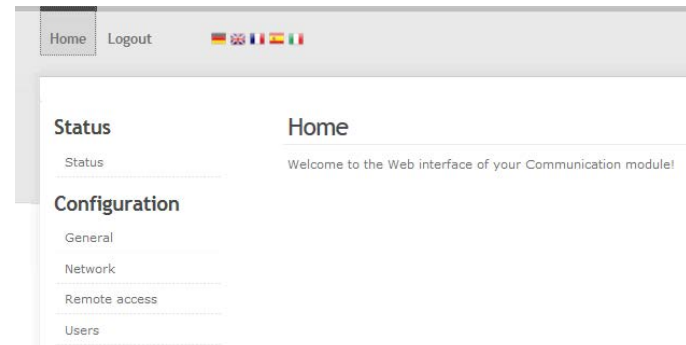 Home Logout
Status
Status
Configuration
General
Network
Remote access
Users
Home
Welcome to the Web interface of your Communication module!